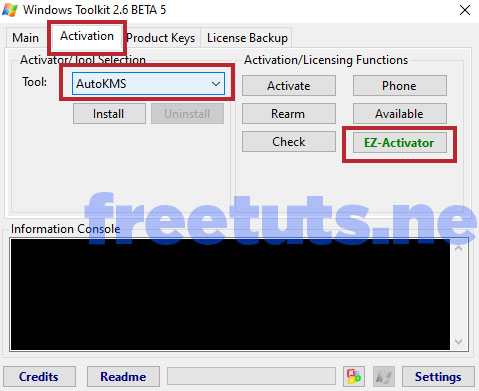 Windows Toolkit 2.6 BETA 5
Main Activation Product Keys License Backup
Activator/Tool Selection
Tool: AutoKMS
Install Uninstall
Activation/Licensing Functions
Activate Phone
Rearm Available
Check EZ-Activator
freetuts.ne
Information Console
Credits Readme Settings